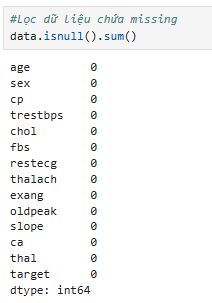 #Lọc dữ liệu chứa missing
data.isnull().sum()
age 0
sex 0
cp 0
trestbps 0
chol 0
fbs 0
restecg 0
thalach 0
exang 0
oldpeak 0
slope 0
ca 0
thal 0
target 0
dtype: int64